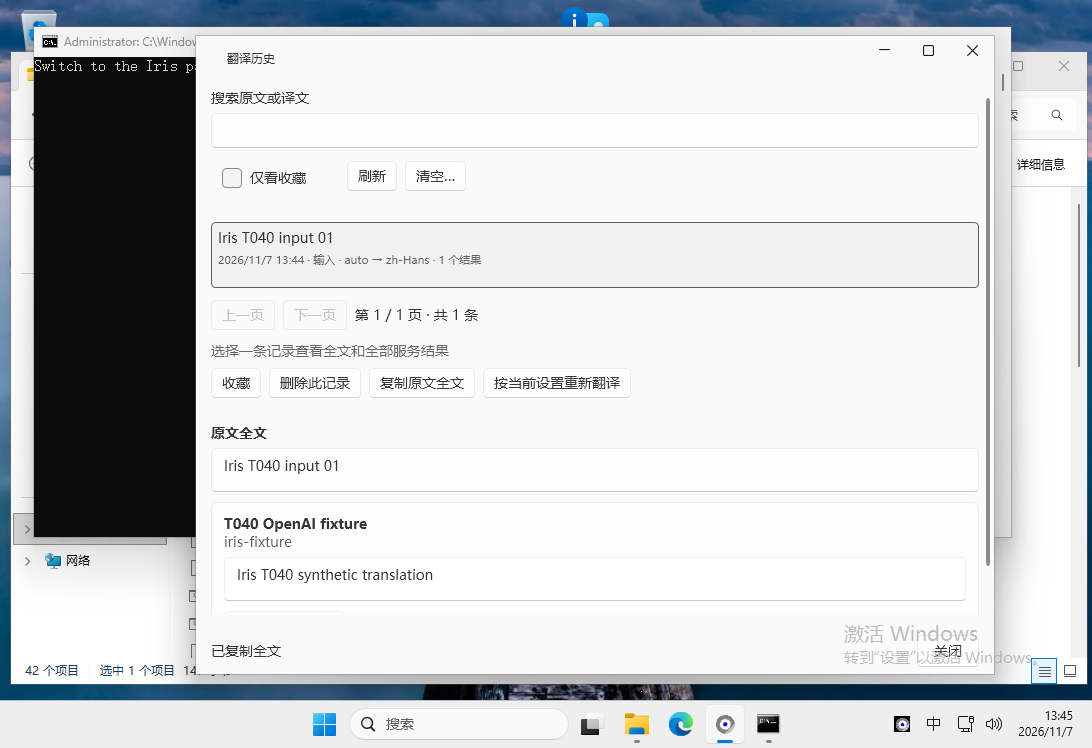 Administrator: C:\Window
Switch to the Iris p
翻译历史
搜索原文或译文
仅看收藏
刷新
清空...
索
详细信息
Iris T040 input 01
2026/11/7 13:44 · 输入 · auto → zh-Hans · 1 个结果
上一页
下一页
第 1 / 1 页 · 共 1 条
选择一条记录查看全文和全部服务结果
收藏
删除此记录
复制原文全文
按当前设置重新翻译
原文全文
Iris T040 input 01
T040 OpenAI fixture
iris-fixture
Iris T040 synthetic translation
网络
已复制全文
关闭
激活 Windows
转到“设置”以激活 Windows。
42 个项目
选中 1 个项目
搜索
中
13:45
2026/11/7